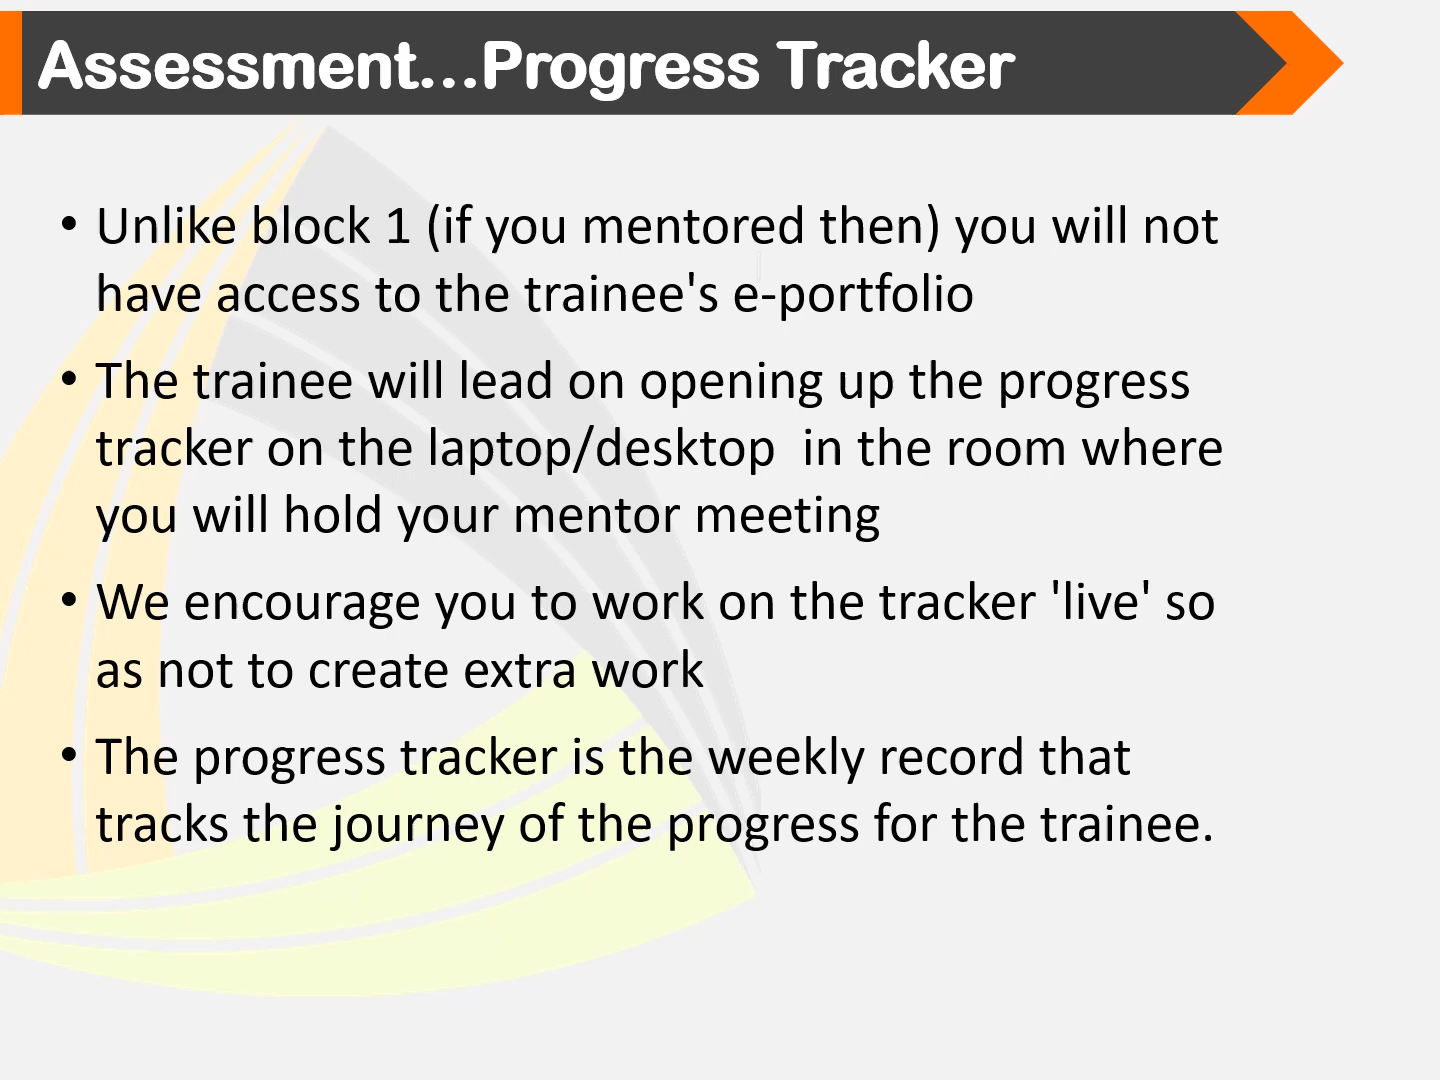 Assessment...Progress Tracker
• Unlike block 1 (if you mentored then) you will not
have access to the trainee's e-portfolio
• The trainee will lead on opening up the progress
tracker on the laptop/desktop  in the room where
you will hold your mentor meeting
• We encourage you to work on the tracker 'live' so
as not to create extra work
• The progress tracker is the weekly record that
tracks the journey of the progress for the trainee.